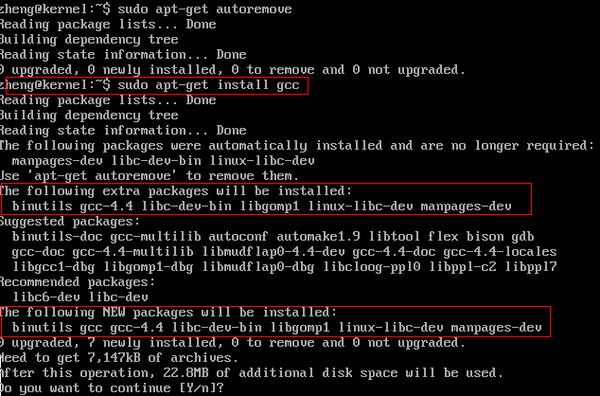 zheng@kernel:~$ sudo apt-get autoremove
Reading package lists... Done
Building dependency tree
Reading state information... Done
0 upgraded, 0 newly installed, 0 to remove and 0 not upgraded.
zheng@kernel:~$ sudo apt-get install gcc
Reading package lists... Done
Building dependency tree
Reading state information... Done
The following packages were automatically installed and are no longer required:
manpages-dev libc-dev-bin linux-libc-dev
Use 'apt-get autoremove' to remove them.
The following extra packages will be installed:
binutils gcc-4.4 libc-dev-bin libgomp1 linux-libc-dev manpages-dev
Suggested packages:
binutils-doc gcc-multilib autoconf automake1.9 libtool flex bison gdb
gcc-doc gcc-4.4-multilib libmudflap0-4.4-dev gcc-4.4-doc gcc-4.4-locales
libgcc1-dbg libgomp1-dbg libmudflap0-dbg libcloog-ppl0 libppl-c2 libppl7
Recommended packages:
libc6-dev libc-dev
The following NEW packages will be installed:
binutils gcc gcc-4.4 libc-dev-bin libgomp1 linux-libc-dev manpages-dev
0 upgraded, 7 newly installed, 0 to remove and 0 not upgraded.
Need to get 7,147kB of archives.
After this operation, 22.8MB of additional disk space will be used.
Do you want to continue [Y/n]?